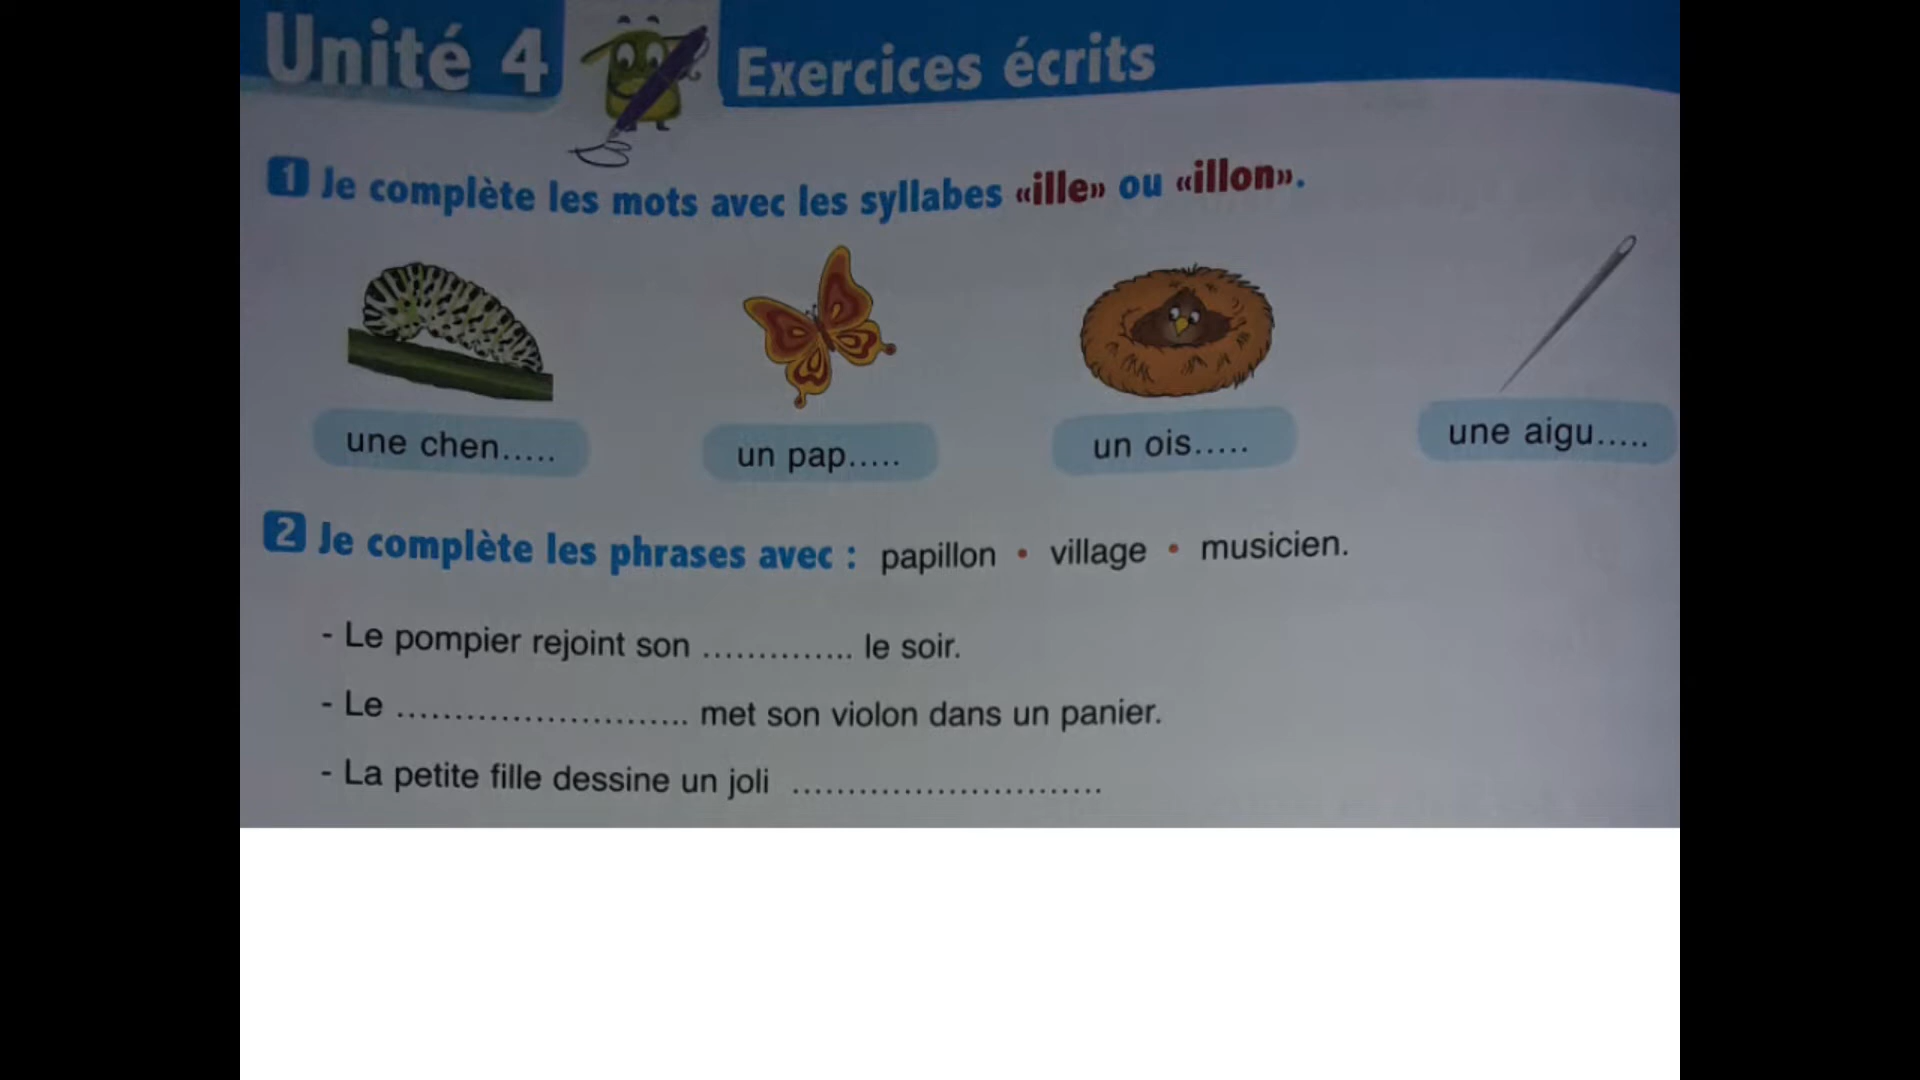 Unité 4 Exercices écrits
1 Je complète les mots avec les syllabes «ille» ou «illon».
une chen..... un pap..... un ois..... une aigu.....
2 Je complète les phrases avec : papillon • village • musicien.
- Le pompier rejoint son .............. le soir.
- Le .......................... met son violon dans un panier.
- La petite fille dessine un joli ............................